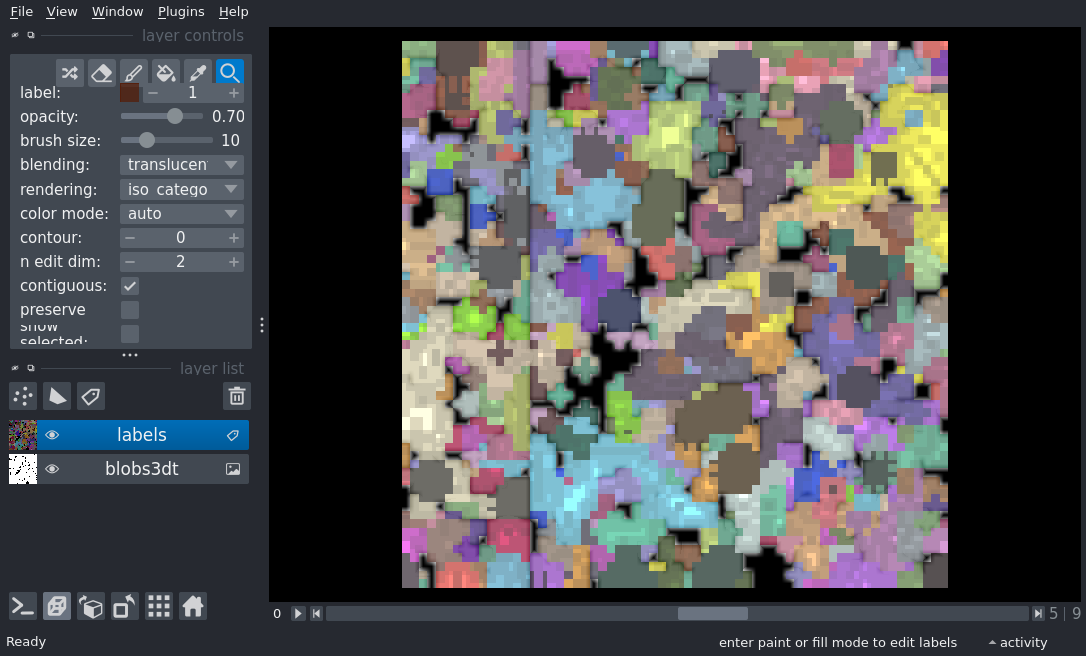 File View Window Plugins Help
layer controls
label: 1
opacity: 0.70
brush size: 10
blending: translucen
rendering: iso_catego
color mode: auto
contour: 0
n edit dim: 2
contiguous:
preserve
show
selected:
layer list
labels
blobs3dt
0 5 | 9
Ready enter paint or fill mode to edit labels activity